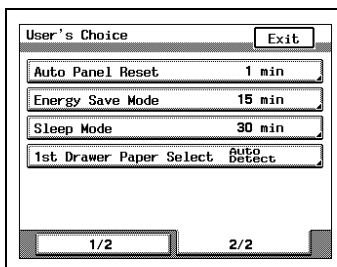 User's Choice Exit
Auto Panel Reset 1 min
Energy Save Mode 15 min
Sleep Mode 30 min
1st Drawer Paper Select Auto Detect
1/2 2/2